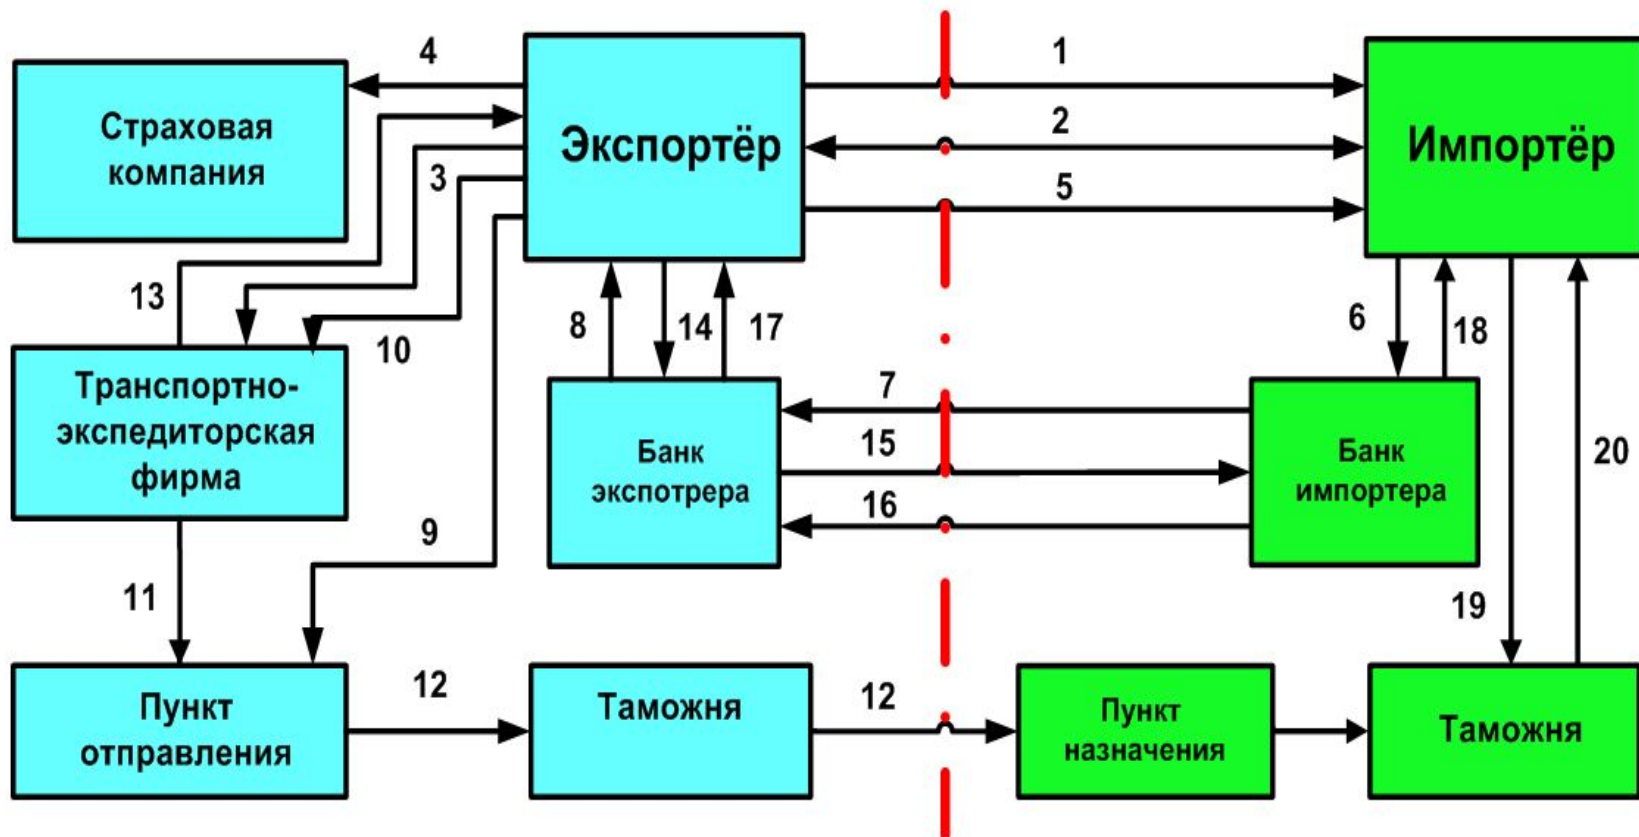 4
1
Страховая
компания
Экспортёр
2
Импортёр
3
5
13
10
8
14
17
6
18
Транспортно-
экспедиторская
фирма
7
Банк
экспотрера
15
16
Банк
импортера
20
9
11
19
Пункт
отправления
12
Таможня
12
Пункт
назначения
Таможня